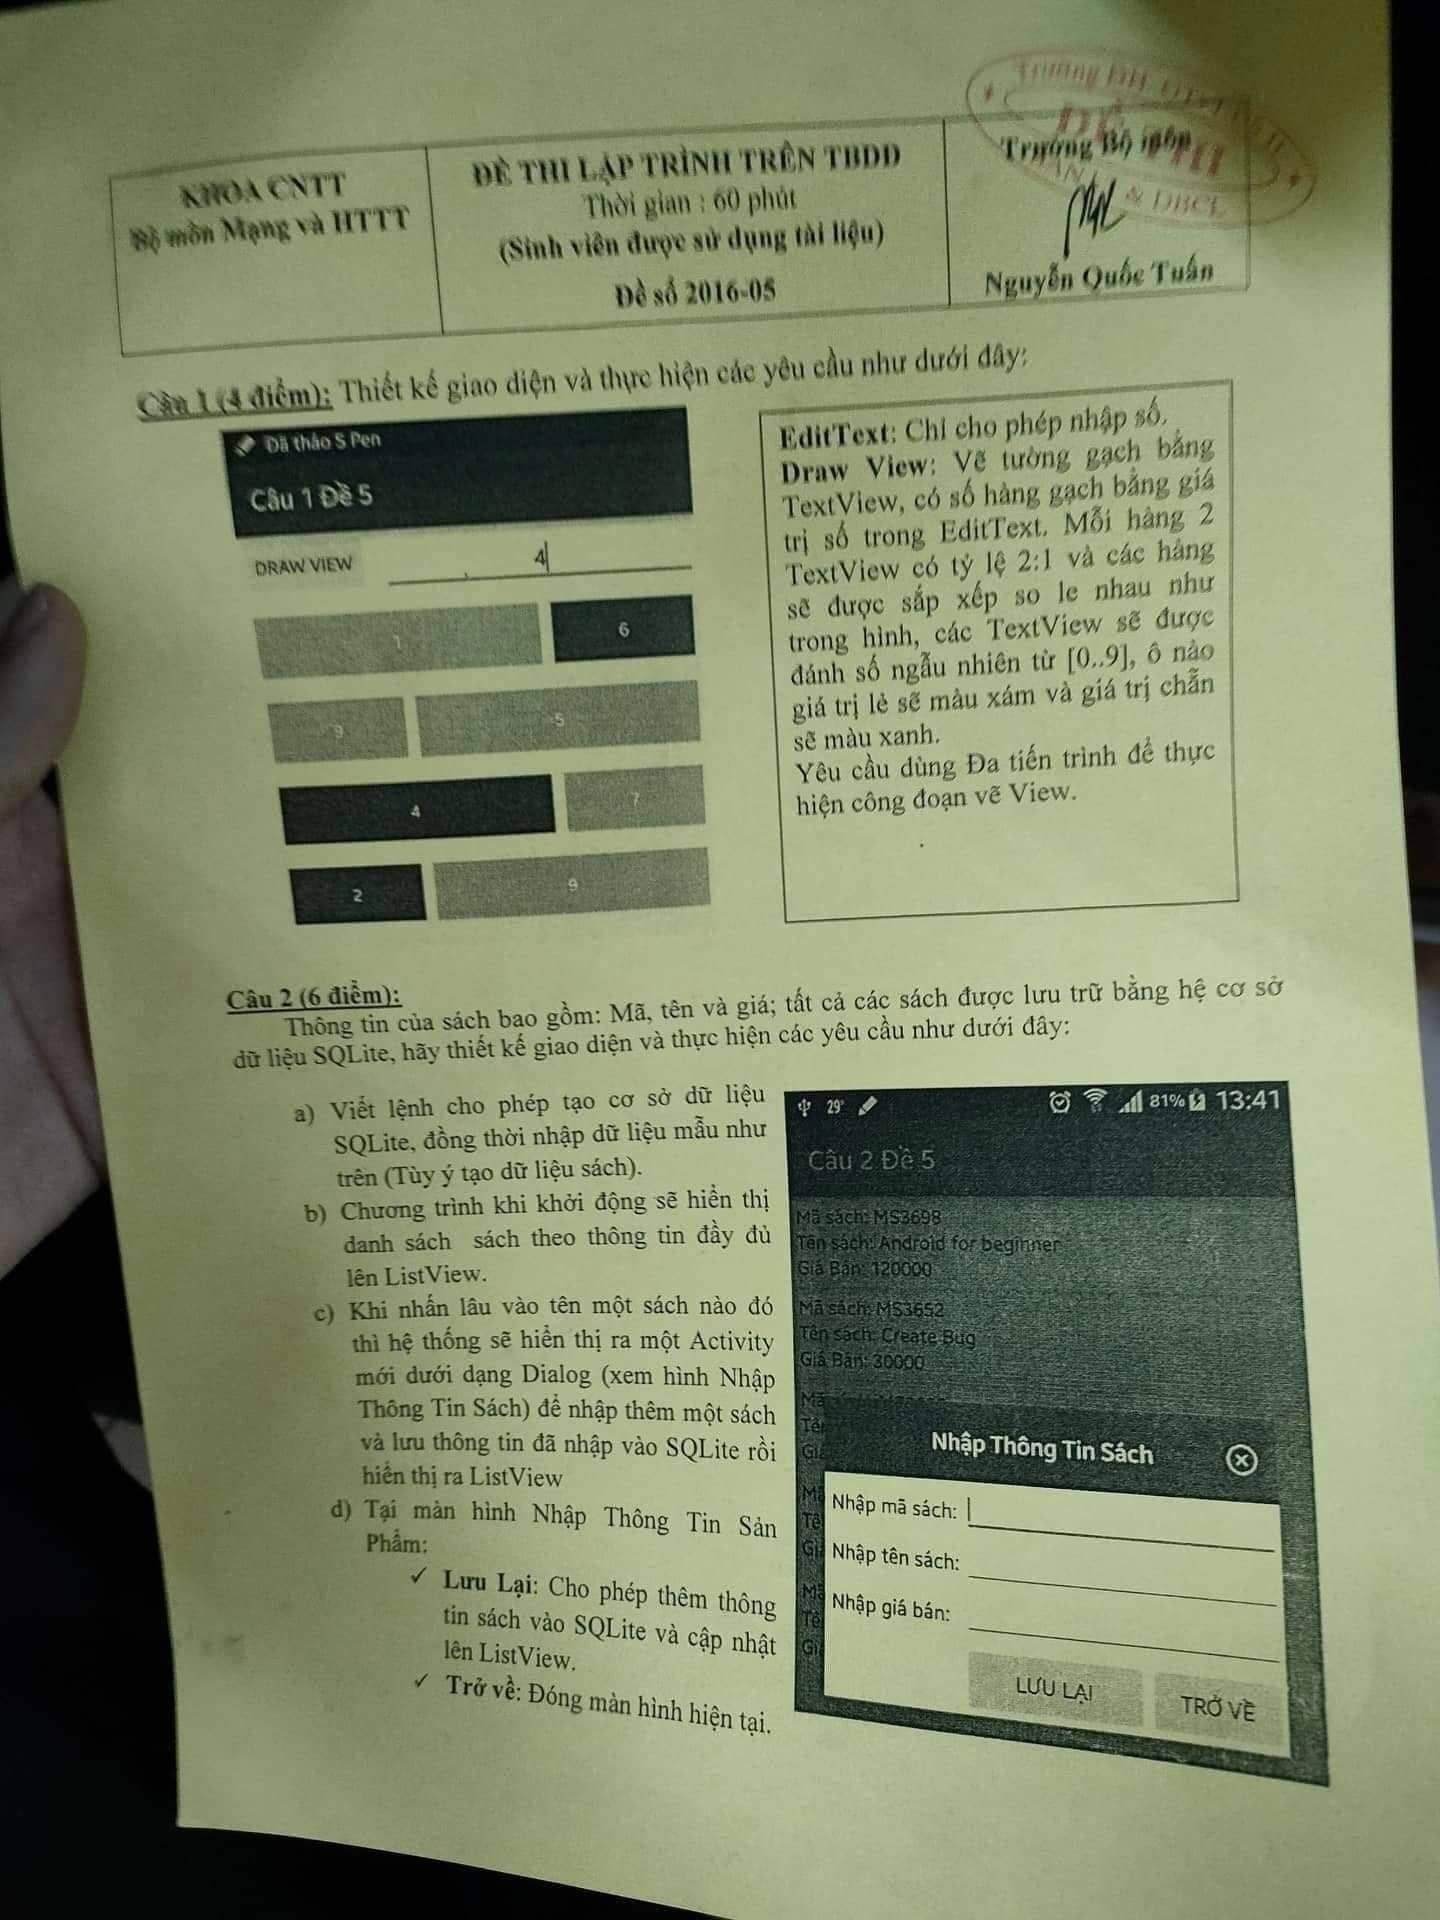 KHOA CNTT
Bộ môn Mạng và HTTT
ĐỀ THI LẬP TRÌNH TRÊN TBDD
Thời gian : 60 phút
(Sinh viên được sử dụng tài liệu)
Đề số 2016-05
Trưởng Bộ môn
Nguyễn Quốc Tuấn
Câu 1 (4 điểm): Thiết kế giao diện và thực hiện các yêu cầu như dưới đây:
Đã tháo S Pen
Câu 1 Đề 5
DRAW VIEW
4
1
6
9
5
4
7
2
9
EditText: Chỉ cho phép nhập số.
Draw View: Vẽ tường gạch bằng
TextView, có số hàng gạch bằng giá
trị số trong EditText. Mỗi hàng 2
TextView có tỷ lệ 2:1 và các hàng
sẽ được sắp xếp so le nhau như
trong hình, các TextView sẽ được
đánh số ngẫu nhiên từ [0..9], ô nào
giá trị lẻ sẽ màu xám và giá trị chẵn
sẽ màu xanh.
Yêu cầu dùng Đa tiến trình để thực
hiện công đoạn vẽ View.
Câu 2 (6 điểm):
Thông tin của sách bao gồm: Mã, tên và giá; tất cả các sách được lưu trữ bằng hệ cơ sở
dữ liệu SQLite, hãy thiết kế giao diện và thực hiện các yêu cầu như dưới đây:
a) Viết lệnh cho phép tạo cơ sở dữ liệu
SQLite, đồng thời nhập dữ liệu mẫu như
trên (Tùy ý tạo dữ liệu sách).
b) Chương trình khi khởi động sẽ hiển thị
danh sách sách theo thông tin đầy đủ
lên ListView.
c) Khi nhấn lâu vào tên một sách nào đó
thì hệ thống sẽ hiển thị ra một Activity
mới dưới dạng Dialog (xem hình Nhập
Thông Tin Sách) để nhập thêm một sách
và lưu thông tin đã nhập vào SQLite rồi
hiển thị ra ListView
d) Tại màn hình Nhập Thông Tin Sản
Phẩm:
✓ Lưu Lại: Cho phép thêm thông
tin sách vào SQLite và cập nhật
lên ListView.
✓ Trở về: Đóng màn hình hiện tại.
29° 81% 13:41
Câu 2 Đề 5
Mã sách: MS3698
Tên sách: Android for beginner
Giá Bán: 120000
Mã sách: MS3652
Tên sách: Create Bug
Giá Bán: 30000
Nhập Thông Tin Sách
Nhập mã sách:
Nhập tên sách:
Nhập giá bán:
LƯU LẠI
TRỞ VỀ